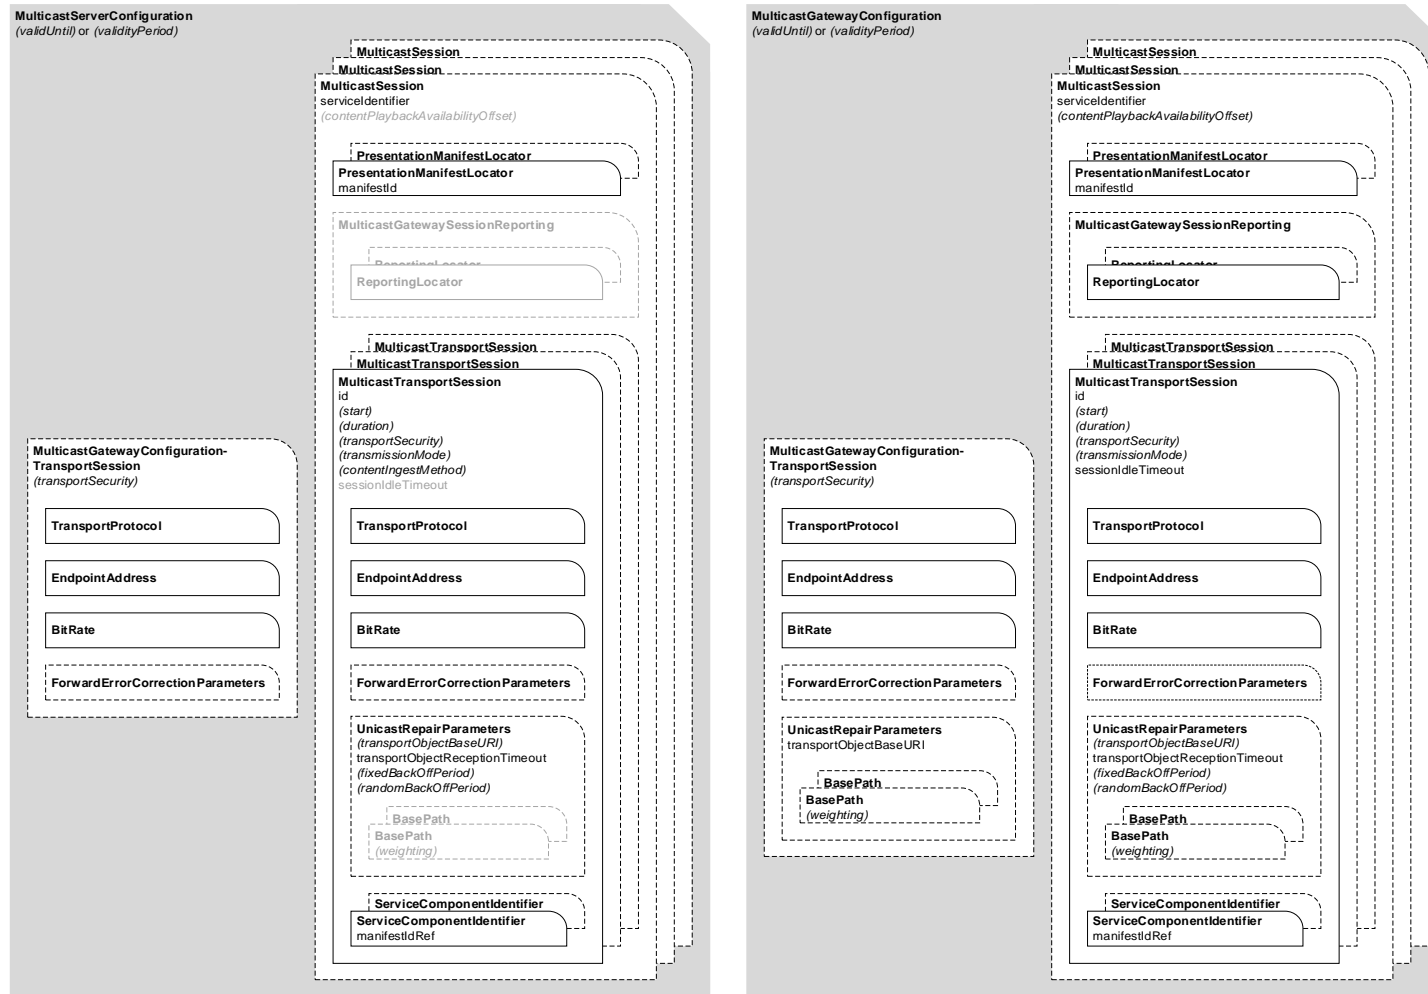 MulticastServerConfiguration
(validUntil) or (validityPeriod)
MulticastSession
MulticastSession
MulticastSession
serviceIdentifier
(contentPlaybackAvailabilityOffset)
PresentationManifestLocator
PresentationManifestLocator
manifestId
MulticastGatewaySessionReporting
ReportingLocator
ReportingLocator
MulticastTransportSession
MulticastTransportSession
MulticastTransportSession
id
(start)
(duration)
(transportSecurity)
(transmissionMode)
(contentIngestMethod)
sessionIdleTimeout
TransportProtocol
EndpointAddress
BitRate
ForwardErrorCorrectionParameters
UnicastRepairParameters
(transportObjectBaseURI)
transportObjectReceptionTimeout
(fixedBackOffPeriod)
(randomBackOffPeriod)
BasePath
BasePath
(weighting)
ServiceComponentIdentifier
ServiceComponentIdentifier
manifestIdRef
MulticastGatewayConfiguration-
TransportSession
(transportSecurity)
TransportProtocol
EndpointAddress
BitRate
ForwardErrorCorrectionParameters
MulticastGatewayConfiguration
(validUntil) or (validityPeriod)
MulticastSession
MulticastSession
MulticastSession
serviceIdentifier
(contentPlaybackAvailabilityOffset)
PresentationManifestLocator
PresentationManifestLocator
manifestId
MulticastGatewaySessionReporting
ReportingLocator
ReportingLocator
MulticastTransportSession
MulticastTransportSession
MulticastTransportSession
id
(start)
(duration)
(transportSecurity)
(transmissionMode)
sessionIdleTimeout
TransportProtocol
EndpointAddress
BitRate
ForwardErrorCorrectionParameters
UnicastRepairParameters
(transportObjectBaseURI)
transportObjectReceptionTimeout
(fixedBackOffPeriod)
(randomBackOffPeriod)
BasePath
BasePath
(weighting)
ServiceComponentIdentifier
ServiceComponentIdentifier
manifestIdRef
MulticastGatewayConfiguration-
TransportSession
(transportSecurity)
TransportProtocol
EndpointAddress
BitRate
ForwardErrorCorrectionParameters
UnicastRepairParameters
transportObjectBaseURI
BasePath
BasePath
(weighting)